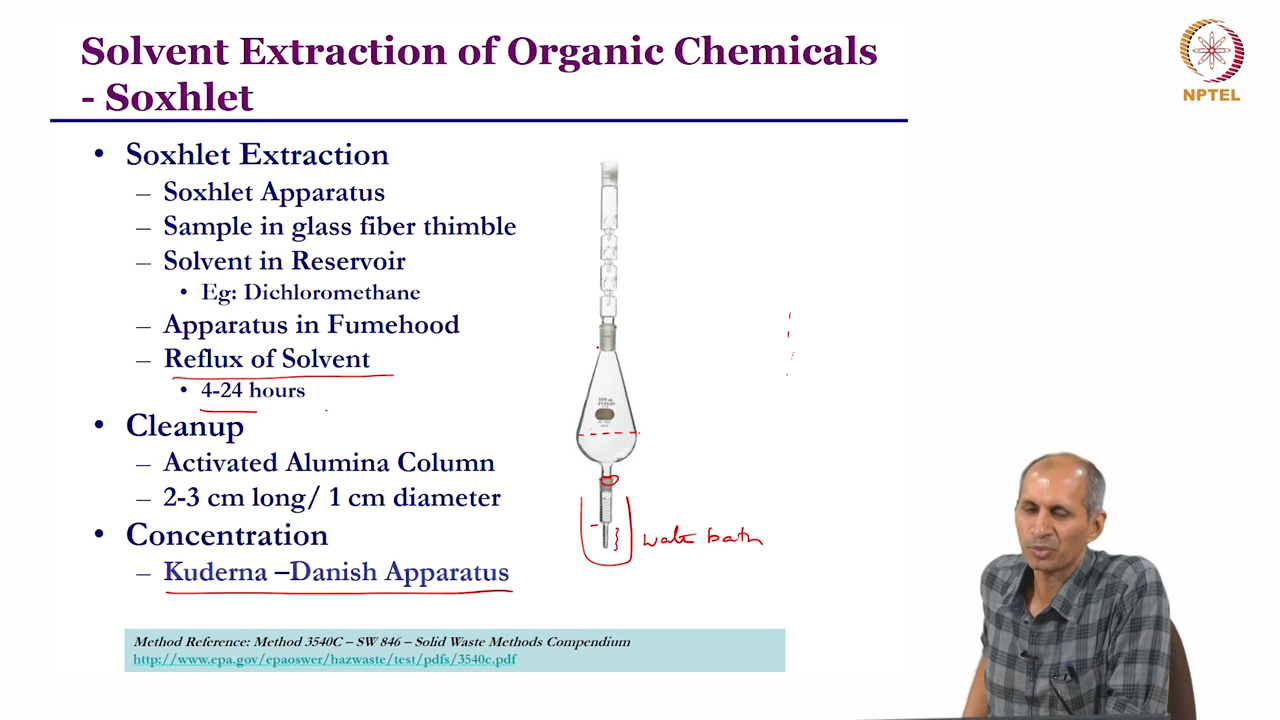 Solvent Extraction of Organic Chemicals
- Soxhlet
NPTEL
• Soxhlet Extraction
– Soxhlet Apparatus
– Sample in glass fiber thimble
– Solvent in Reservoir
• Eg: Dichloromethane
– Apparatus in Fumehood
– Reflux of Solvent
• 4-24 hours
• Cleanup
– Activated Alumina Column
– 2-3 cm long/ 1 cm diameter
• Concentration
– Kuderna –Danish Apparatus
water bath
Method Reference: Method 3540C – SW 846 – Solid Waste Methods Compendium
http://www.epa.gov/epaoswer/hazwaste/test/pdfs/3540c.pdf